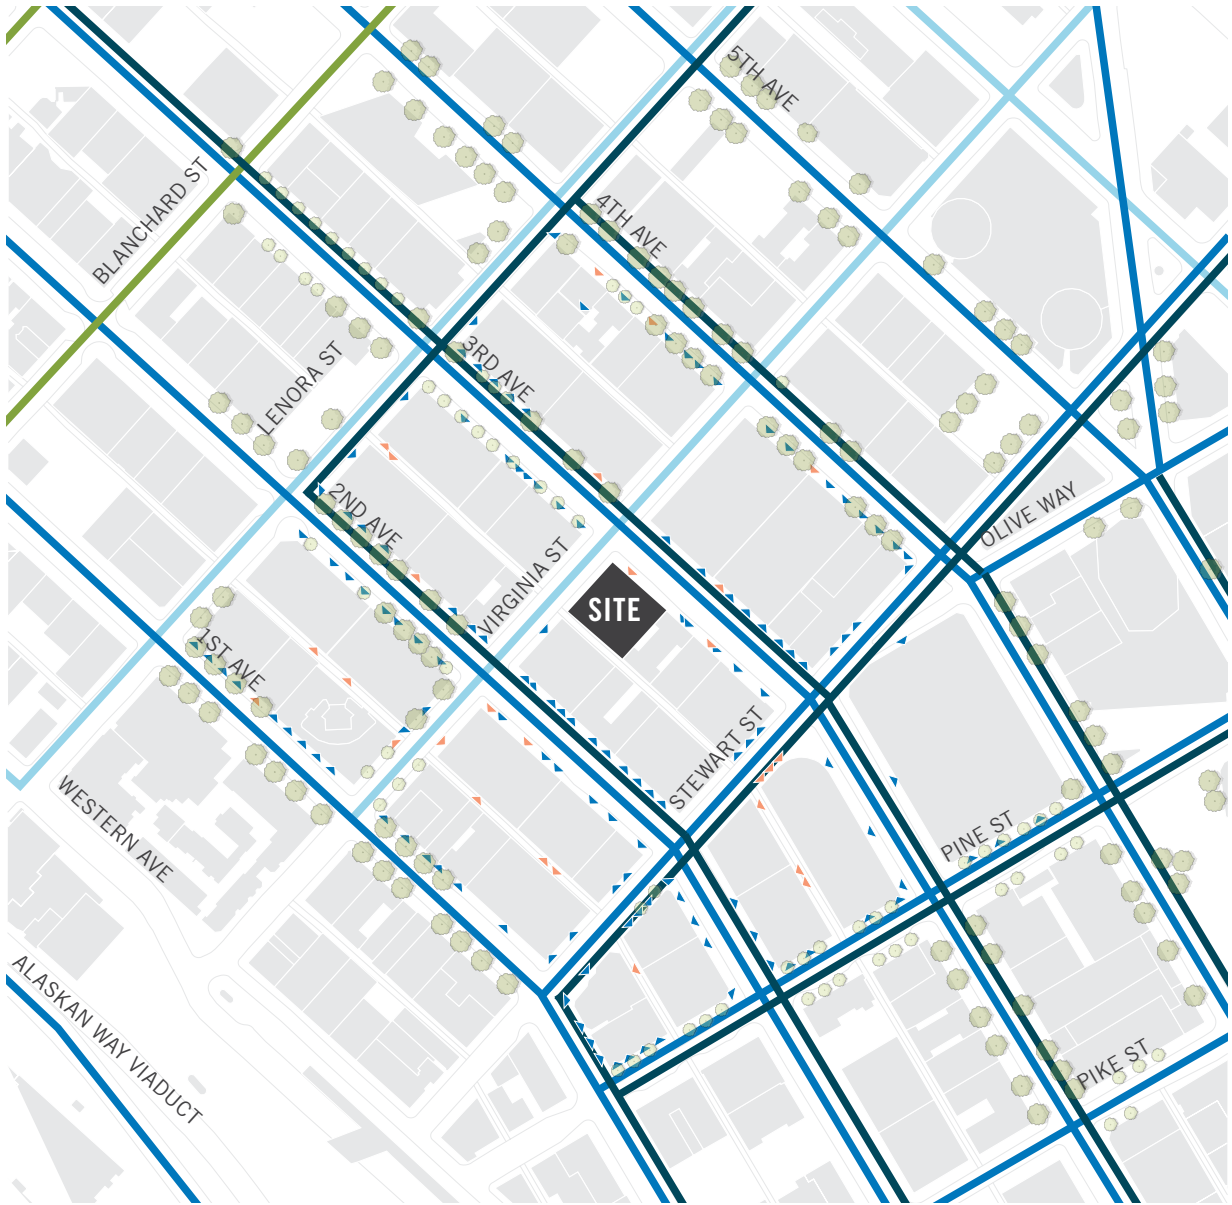 5TH AVE
BLANCHARD ST
4TH AVE
3RD AVE
LENORA ST
2ND AVE
OLIVE WAY
VIRGINIA ST
SITE
1ST AVE
STEWART ST
WESTERN AVE
PINE ST
ALASKAN WAY VIADUCT
PIKE ST